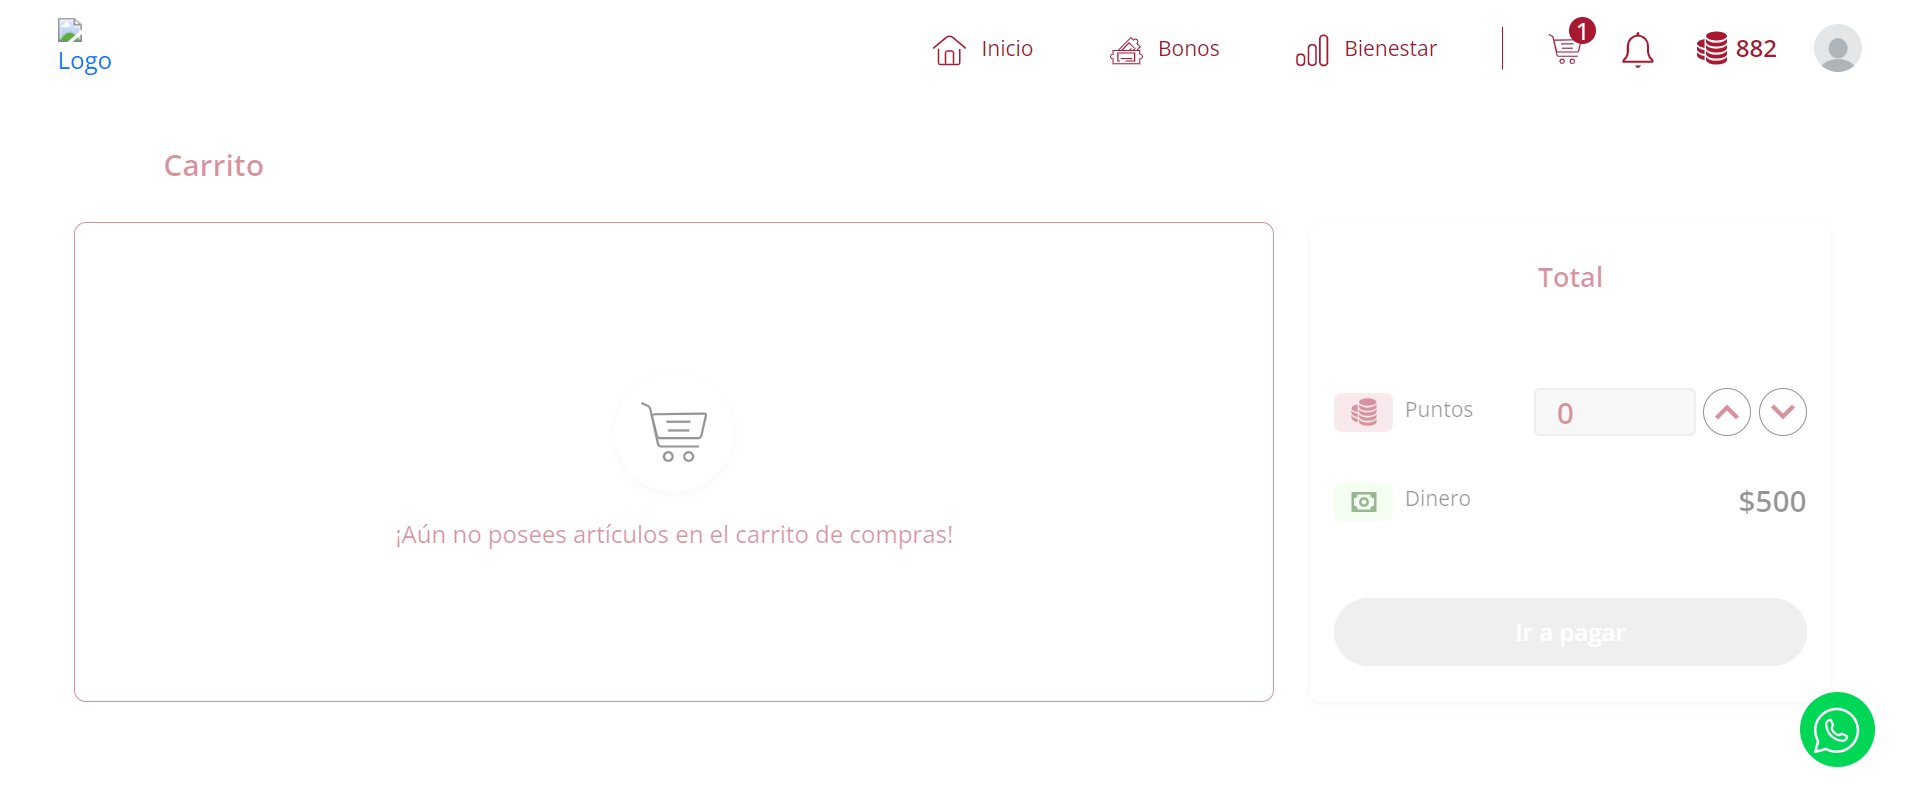 Logo
Inicio
Bonos
Bienestar
1
882
Carrito
¡Aún no posees artículos en el carrito de compras!
Total
Puntos
0
Dinero
$500
Ir a pagar